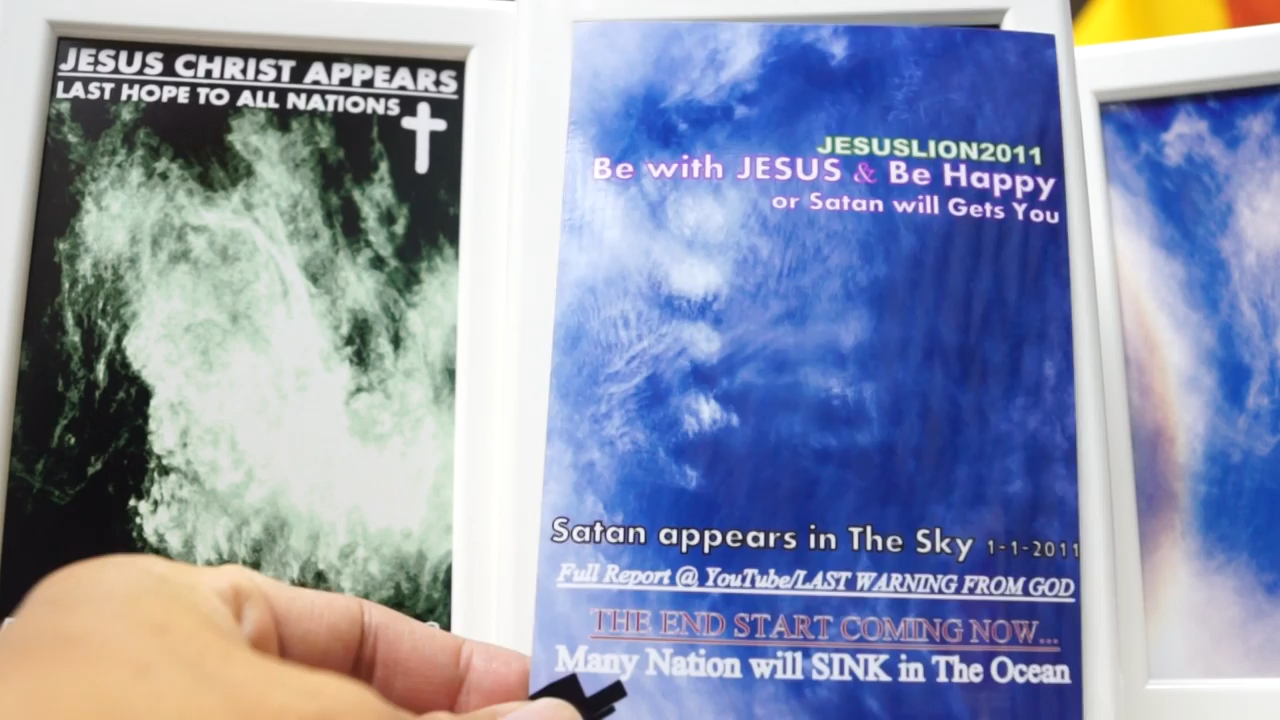 JESUS CHRIST APPEARS
LAST HOPE TO ALL NATIONS
JESUSLION2011
Be with JESUS & Be Happy
or Satan will Gets You
Satan appears in The Sky 1-1-2011
Full Report @ YouTube/LAST WARNING FROM GOD
THE END START COMING NOW...
Many Nation will SINK in The Ocean